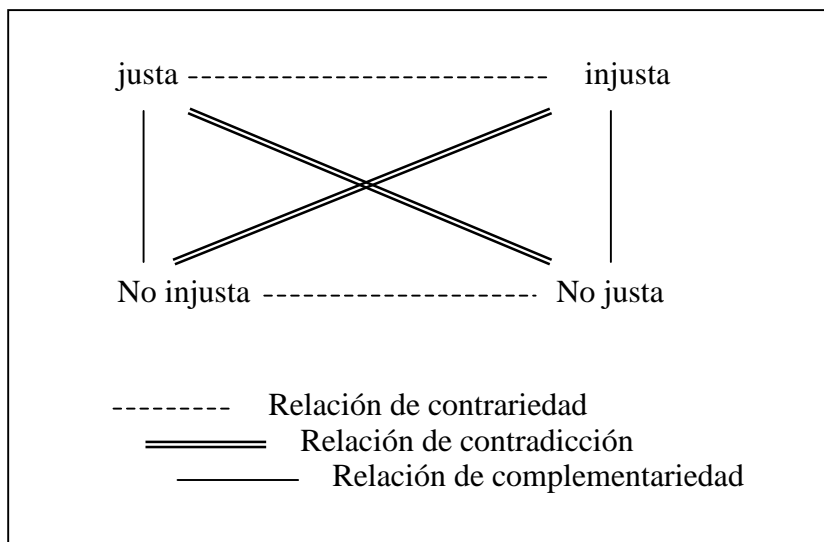 justa injusta
No injusta No justa
Relación de contrariedad
Relación de contradicción
Relación de complementariedad